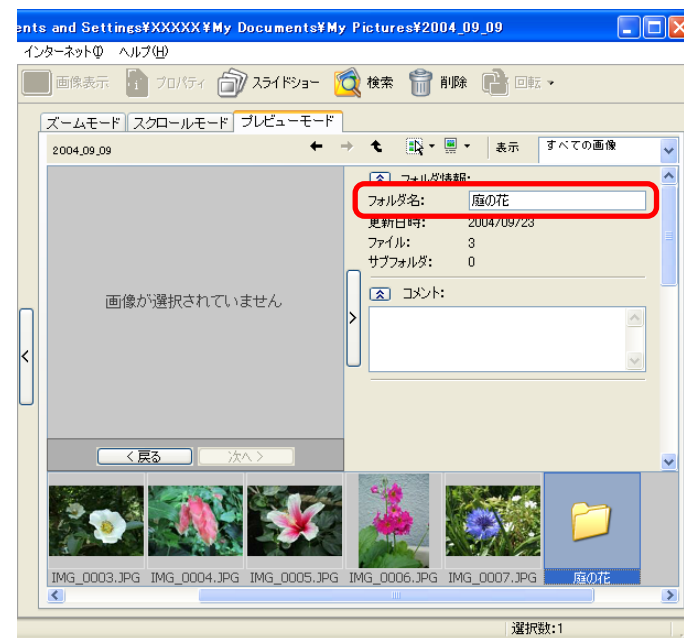 ents and Settings¥XXXXX¥My Documents¥My Pictures¥2004_09_09
インターネット(I) ヘルプ(H)
画像表示 プロパティ スライドショー 検索 削除 回転
ズームモード スクロールモード プレビューモード
2004_09_09 表示 すべての画像
フォルダ情報:
フォルダ名: 庭の花
更新日時: 2004/09/23
ファイル: 3
サブフォルダ: 0
コメント:
画像が選択されていません
< 戻る 次へ >
IMG_0003.JPG IMG_0004.JPG IMG_0005.JPG IMG_0006.JPG IMG_0007.JPG 庭の花
選択数:1